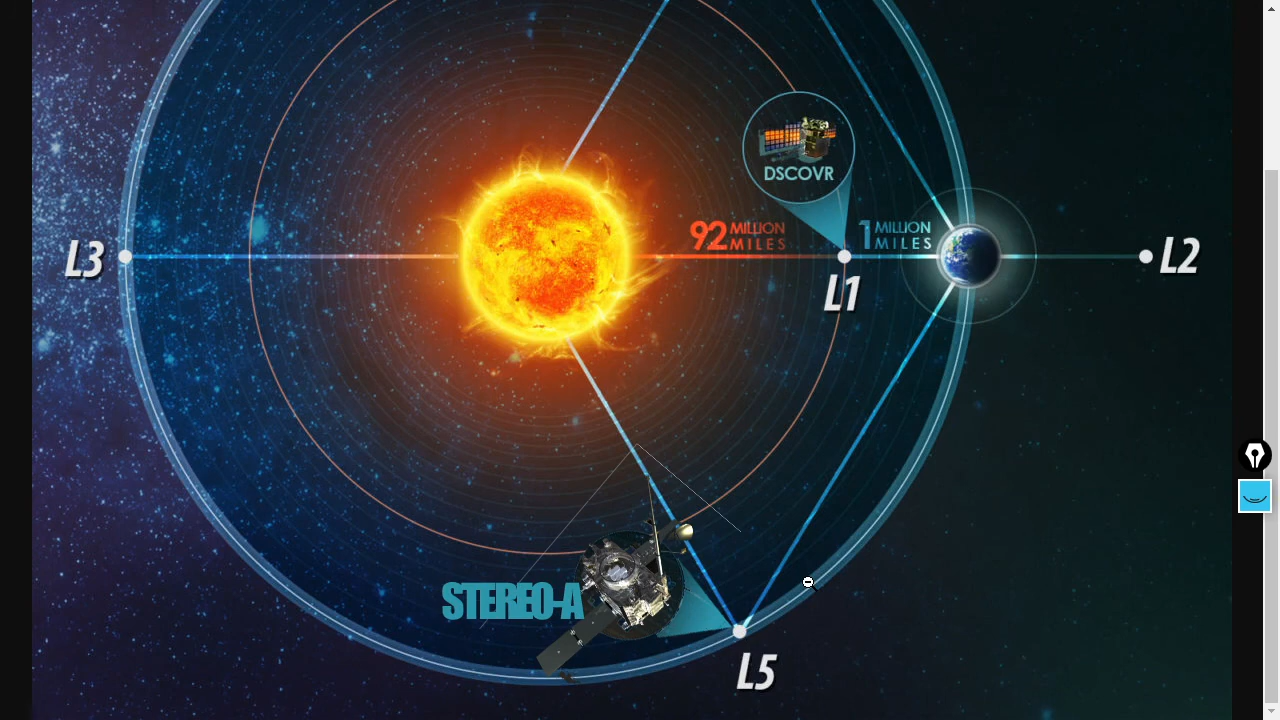 DSCOVR
92 MILLION MILES
1 MILLION MILES
L3
L2
L1
STEREO-A
L5